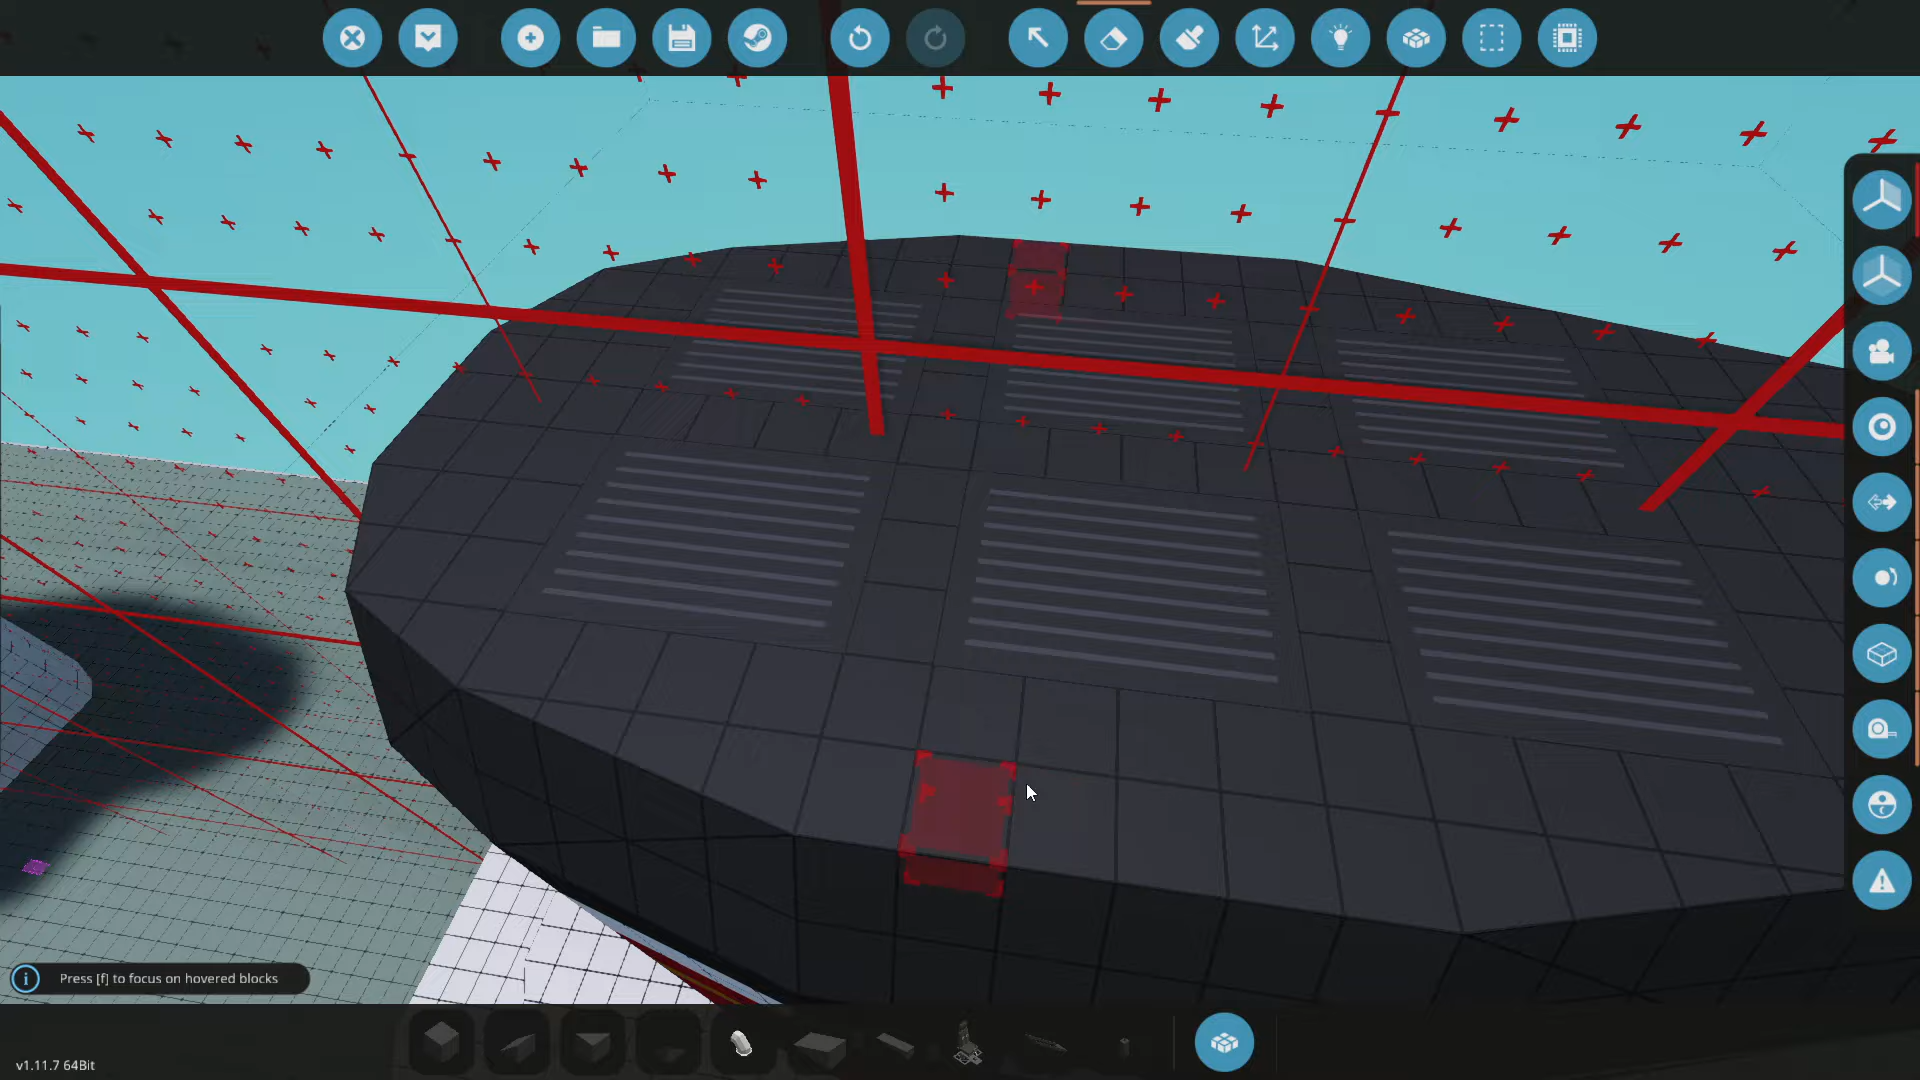 Press [f] to focus on hovered blocks
v1.11.7 64Bit